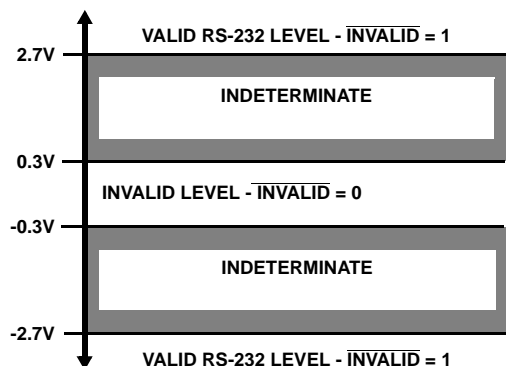 VALID RS-232 LEVEL - INVALID = 1
2.7V
INDETERMINATE
0.3V
INVALID LEVEL - INVALID = 0
-0.3V
INDETERMINATE
-2.7V
VALID RS-232 LEVEL - INVALID = 1